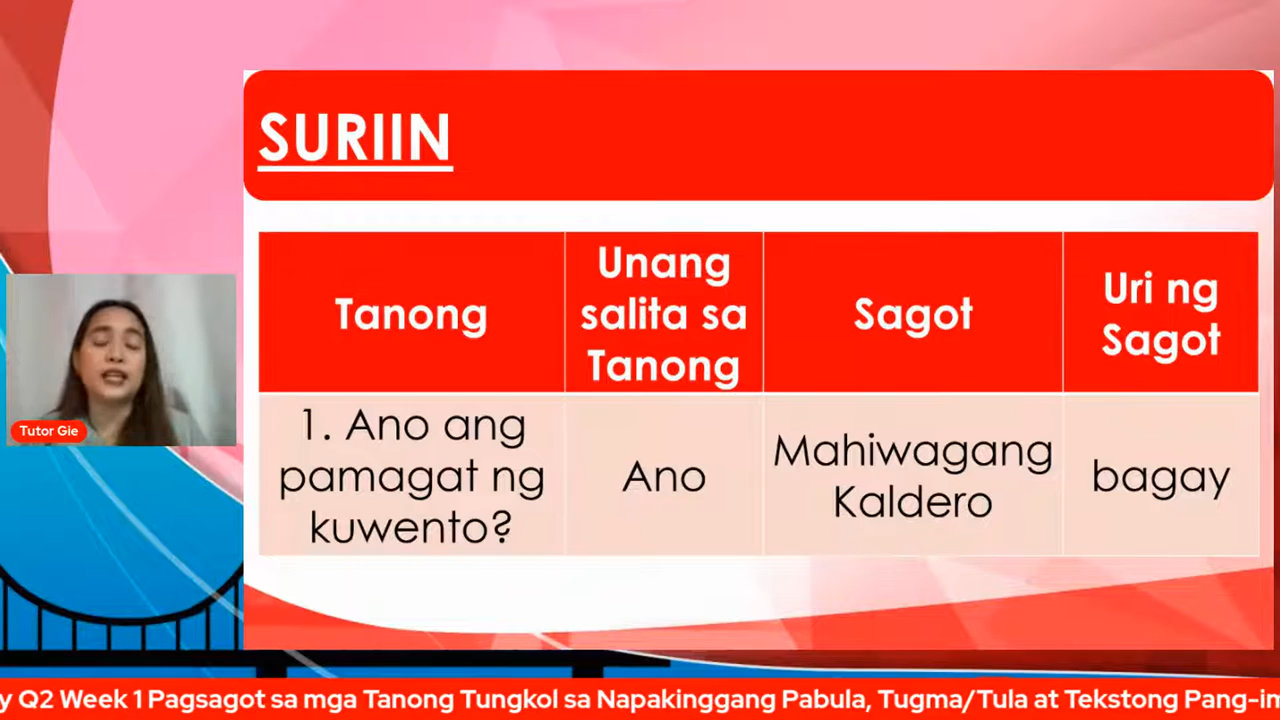 SURIIN
Tanong
Unang
salita sa
Tanong
Sagot
Uri ng
Sagot
1. Ano ang
pamagat ng
kuwento?
Ano
Mahiwagang
Kaldero
bagay
Tutor Gie
y Q2 Week 1 Pagsagot sa mga Tanong Tungkol sa Napakinggang Pabula, Tugma/Tula at Tekstong Pang-im